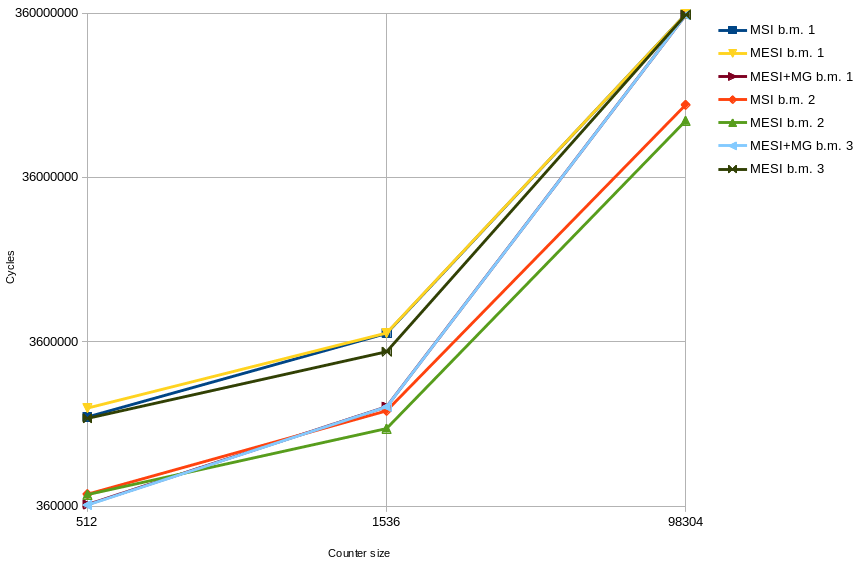 360000000
36000000
3600000
360000
Cycles
512
1536
98304
Counter size
MSI b.m. 1
MESI b.m. 1
MESI+MG b.m. 1
MSI b.m. 2
MESI b.m. 2
MESI+MG b.m. 3
MESI b.m. 3